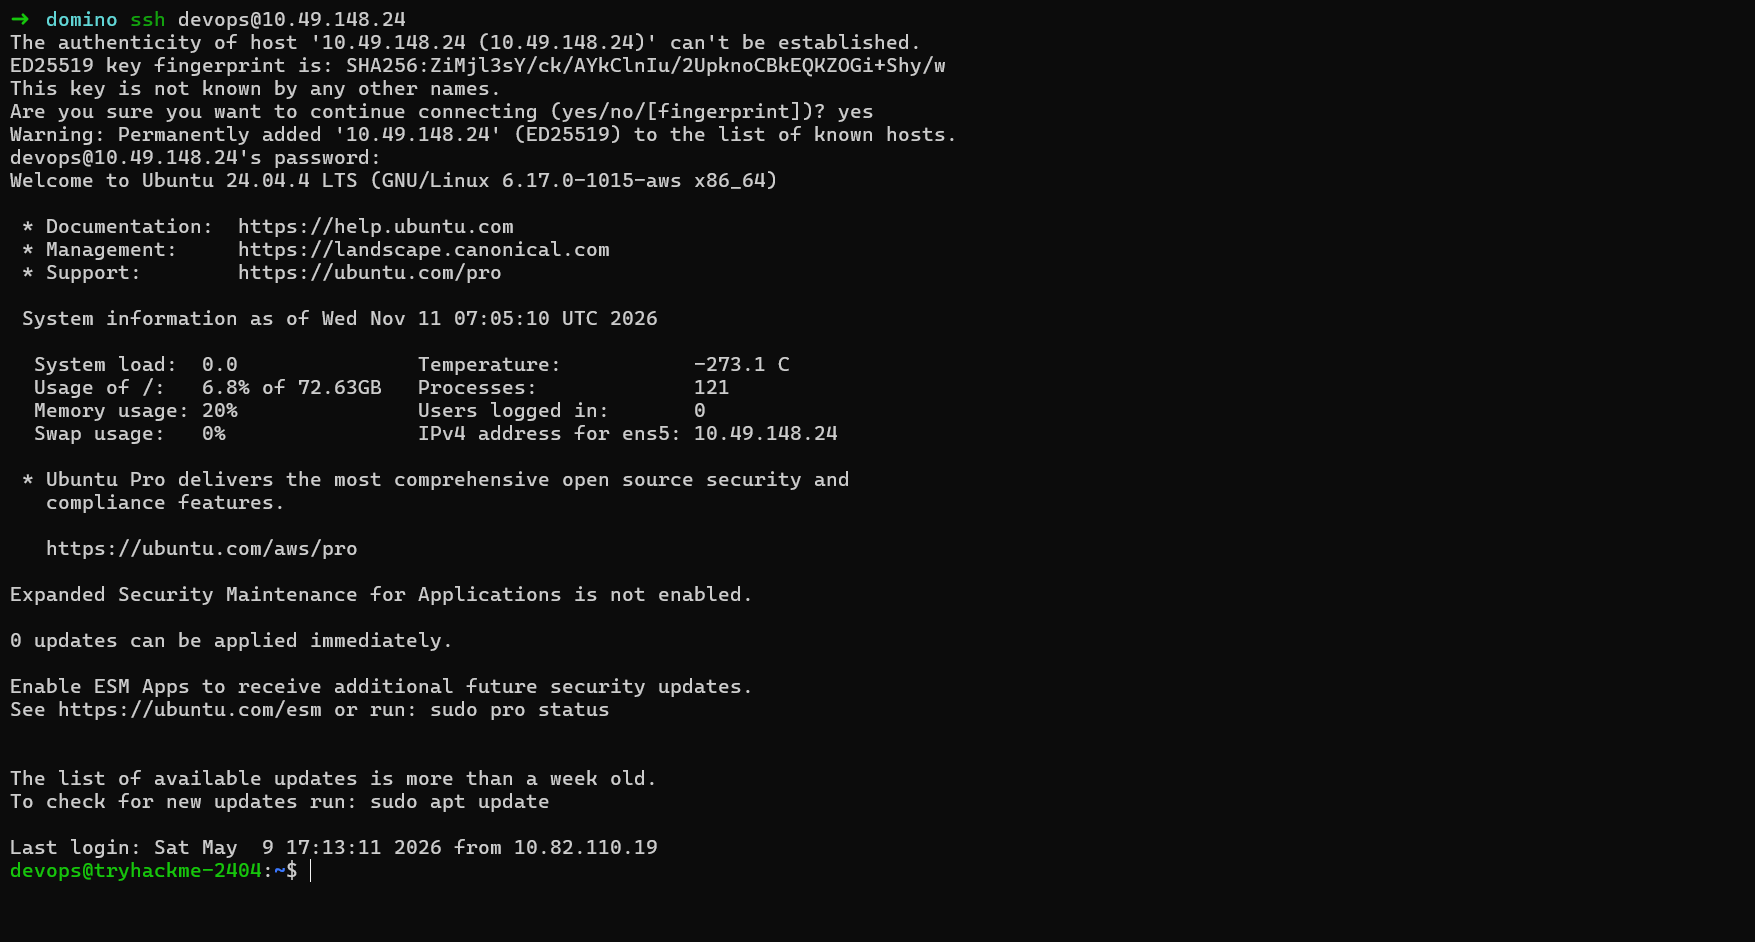 ➜  domino ssh devops@10.49.148.24
The authenticity of host '10.49.148.24 (10.49.148.24)' can't be established.
ED25519 key fingerprint is: SHA256:ZiMjl3sY/ck/AYkClnIu/2UpknoCBkEQKZOGi+Shy/w
This key is not known by any other names.
Are you sure you want to continue connecting (yes/no/[fingerprint])? yes
Warning: Permanently added '10.49.148.24' (ED25519) to the list of known hosts.
devops@10.49.148.24's password:
Welcome to Ubuntu 24.04.4 LTS (GNU/Linux 6.17.0-1015-aws x86_64)

 * Documentation:  https://help.ubuntu.com
 * Management:     https://landscape.canonical.com
 * Support:        https://ubuntu.com/pro

 System information as of Wed Nov 11 07:05:10 UTC 2026

  System load:  0.0               Temperature:           -273.1 C
  Usage of /:   6.8% of 72.63GB   Processes:             121
  Memory usage: 20%               Users logged in:       0
  Swap usage:   0%                IPv4 address for ens5: 10.49.148.24

 * Ubuntu Pro delivers the most comprehensive open source security and
   compliance features.

   https://ubuntu.com/aws/pro

Expanded Security Maintenance for Applications is not enabled.

0 updates can be applied immediately.

Enable ESM Apps to receive additional future security updates.
See https://ubuntu.com/esm or run: sudo pro status


The list of available updates is more than a week old.
To check for new updates run: sudo apt update

Last login: Sat May  9 17:13:11 2026 from 10.82.110.19
devops@tryhackme-2404:~$